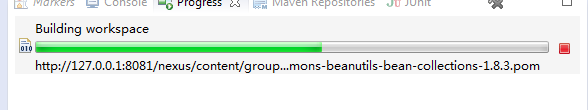 Markers Console Progress Maven Repositories JUnit
Building workspace
010
http://127.0.0.1:8081/nexus/content/group...mons-beanutils-bean-collections-1.8.3.pom